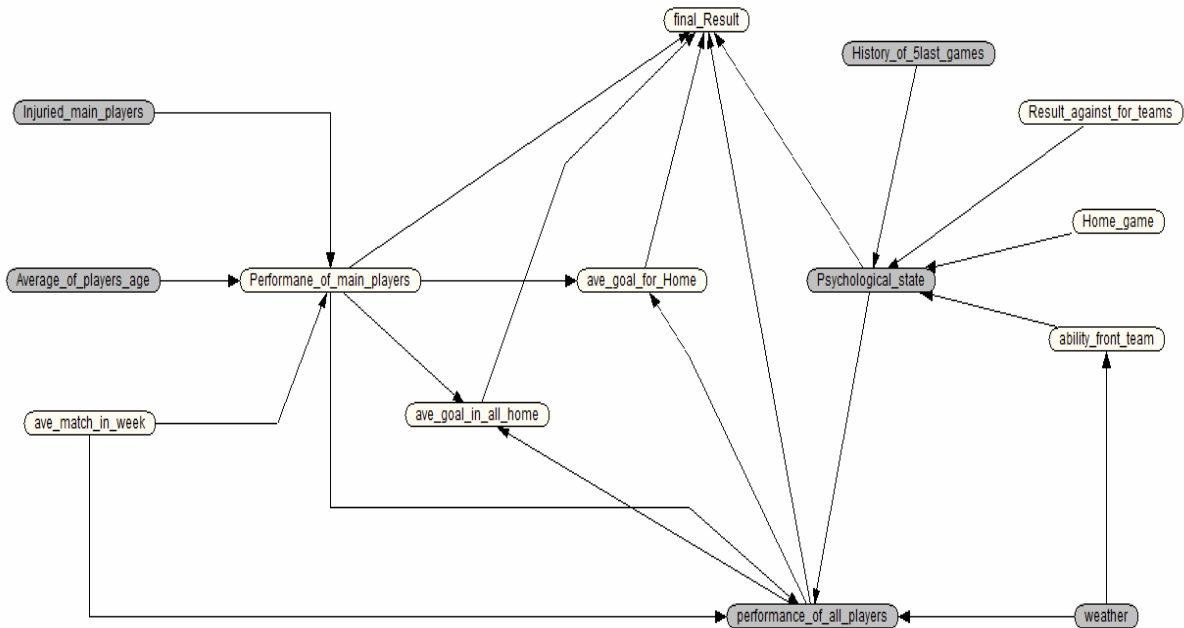 final_Result
History_of_5last_games
Injuried_main_players
Result_against_for_teams
Home_game
Average_of_players_age
Performane_of_main_players
ave_goal_for_Home
Psychological_state
ability_front_team
ave_match_in_week
ave_goal_in_all_home
performance_of_all_players
weather